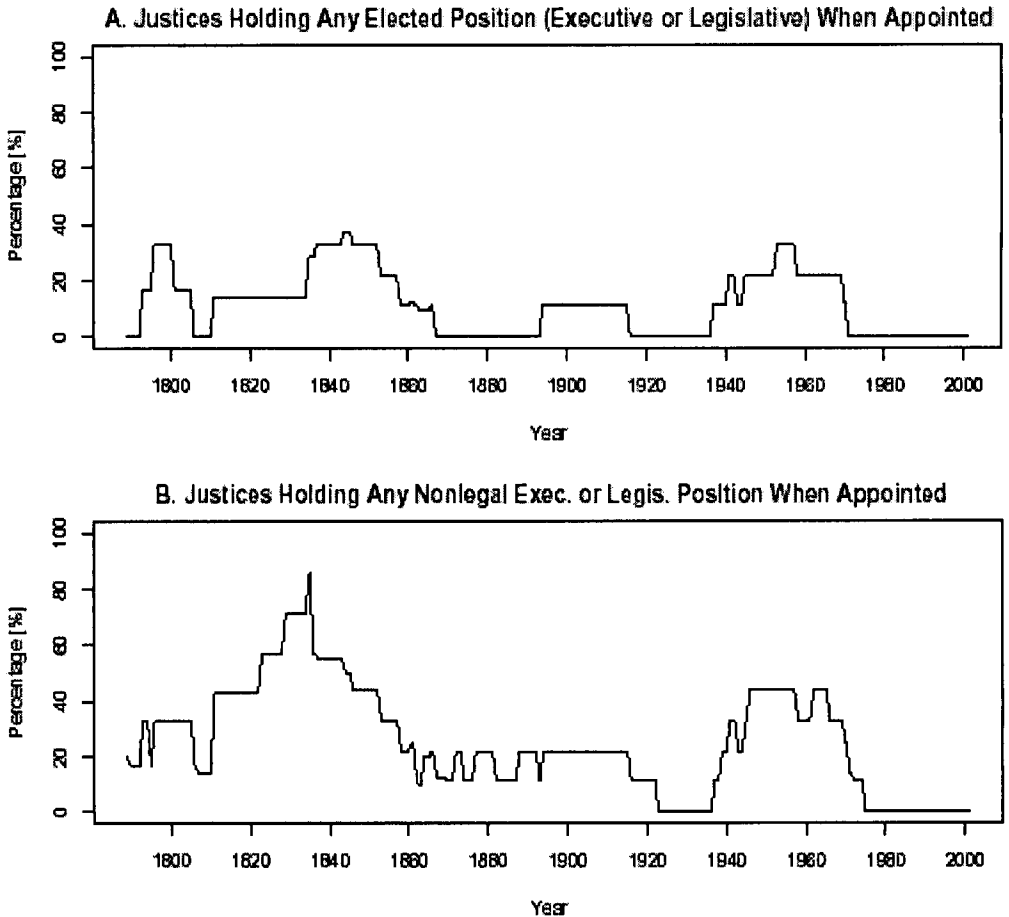 A. Justices Holding Any Elected Position (Executive or Legislative) When Appointed
Percentage [%]
100
80
60
40
20
0
1800 1820 1840 1860 1880 1900 1920 1940 1960 1980 2000
Year
B. Justices Holding Any Nonlegal Exec. or Legis. Position When Appointed
Percentage [%]
100
80
60
40
20
0
1800 1820 1840 1860 1880 1900 1920 1940 1960 1980 2000
Year